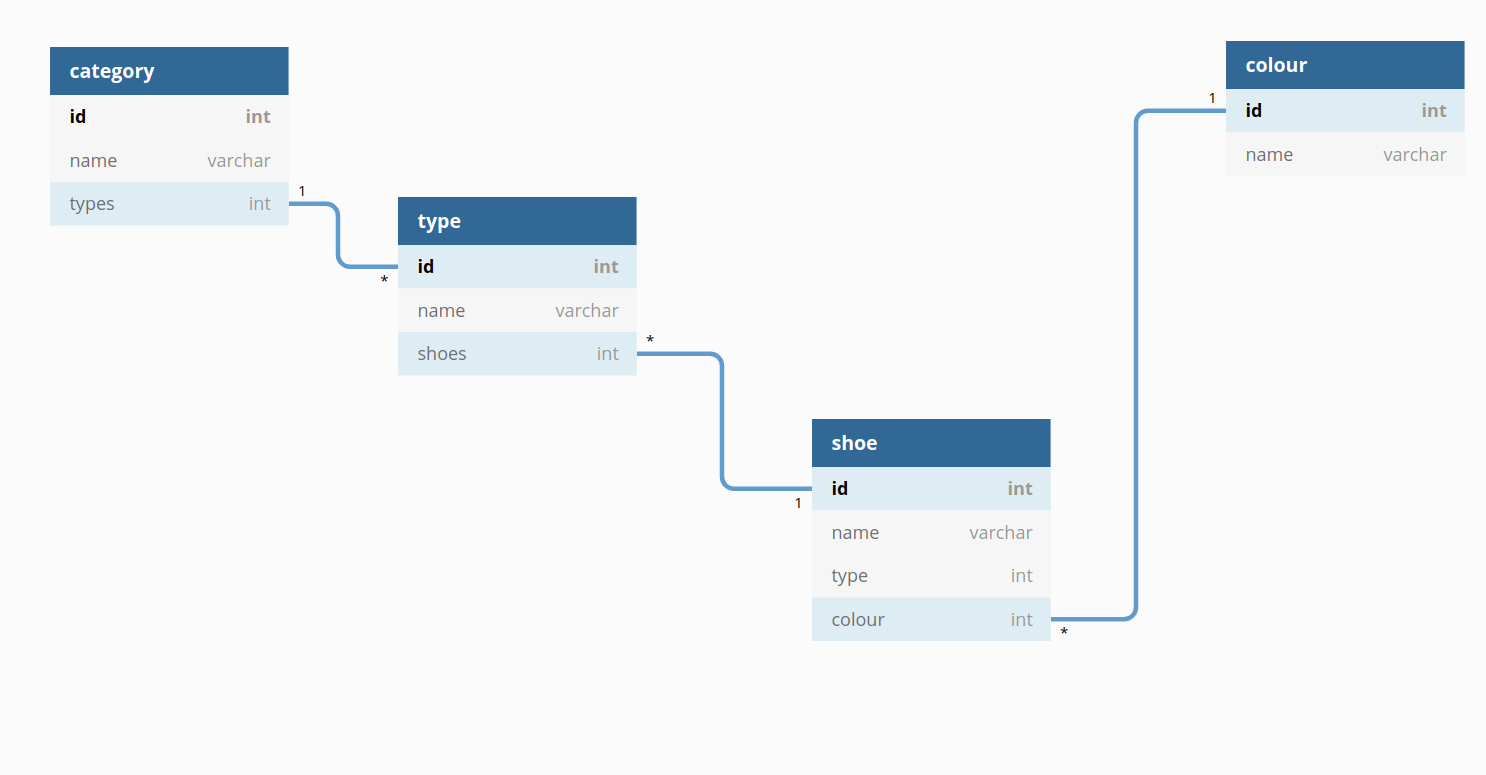 category
id int
name varchar
types int
1
*
type
id int
name varchar
shoes int
*
1
shoe
id int
name varchar
type int
colour int
*
1
colour
id int
name varchar